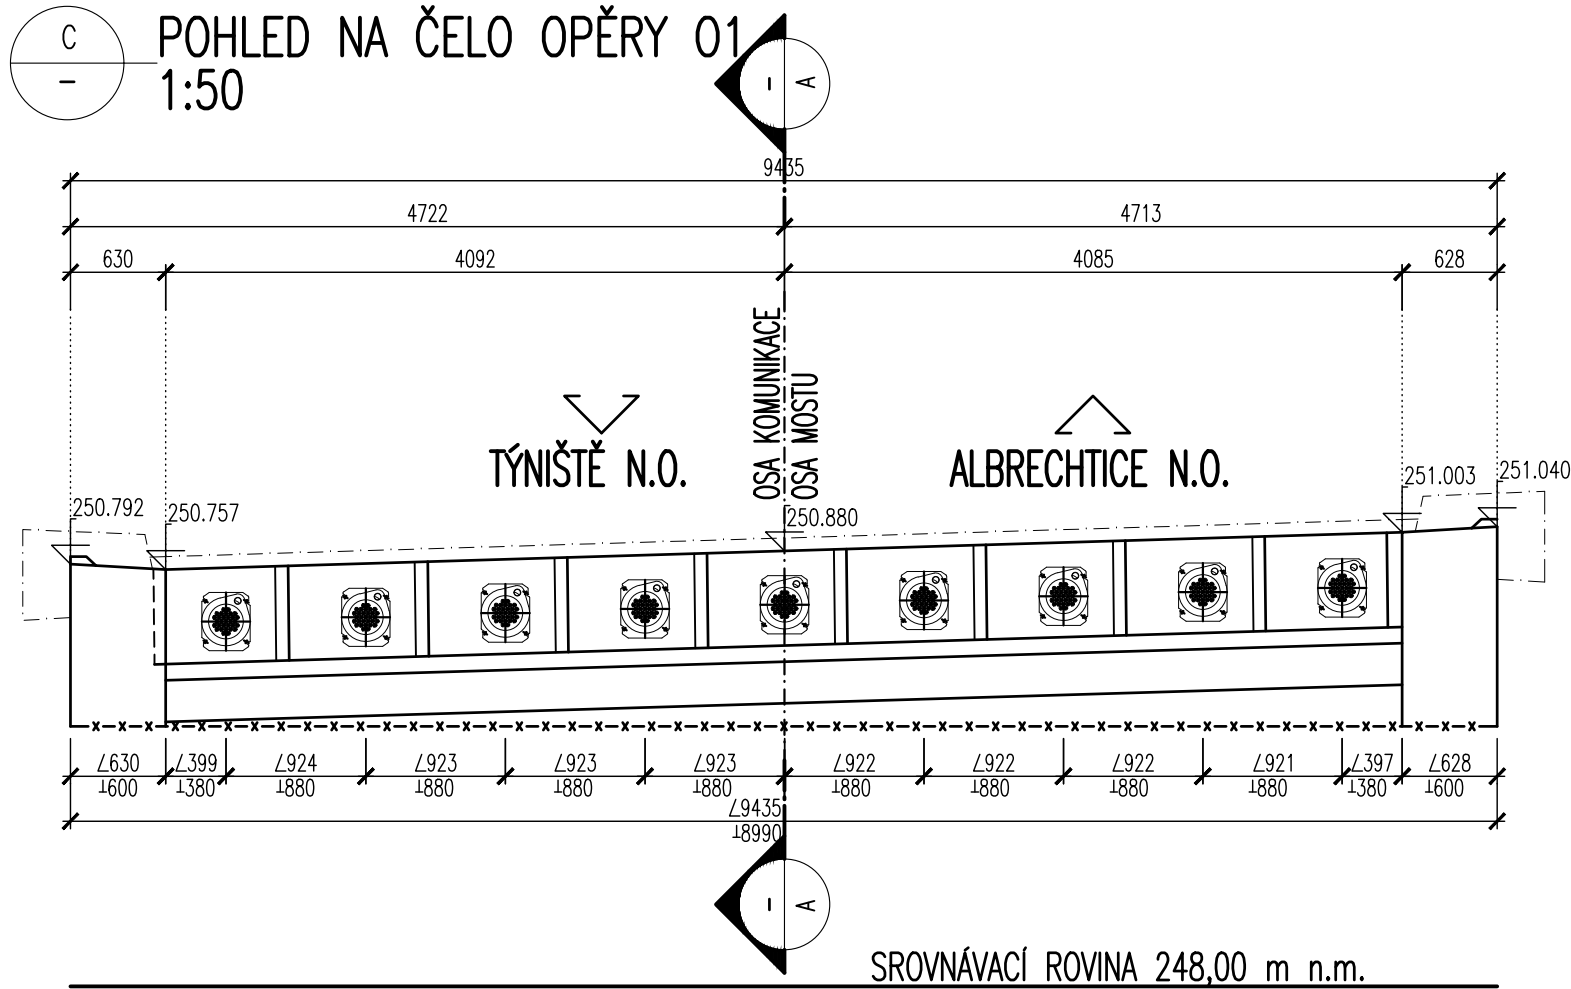 C
–
POHLED NA ČELO OPĚRY O1
1:50
– A
9435
4722 4713
630 4092 4085 628
OSA KOMUNIKACE
OSA MOSTU
TÝNIŠTĚ N.O. ALBRECHTICE N.O.
250.792 250.757 250.880 251.003 251.040
∠630 ∠399 ∠924 ∠923 ∠923 ∠923 ∠922 ∠922 ∠922 ∠921 ∠397 ∠628
⊥600 ⊥380 ⊥880 ⊥880 ⊥880 ⊥880 ⊥880 ⊥880 ⊥880 ⊥880 ⊥380 ⊥600
∠9435
⊥8990
– A
SROVNÁVACÍ ROVINA 248,00 m n.m.